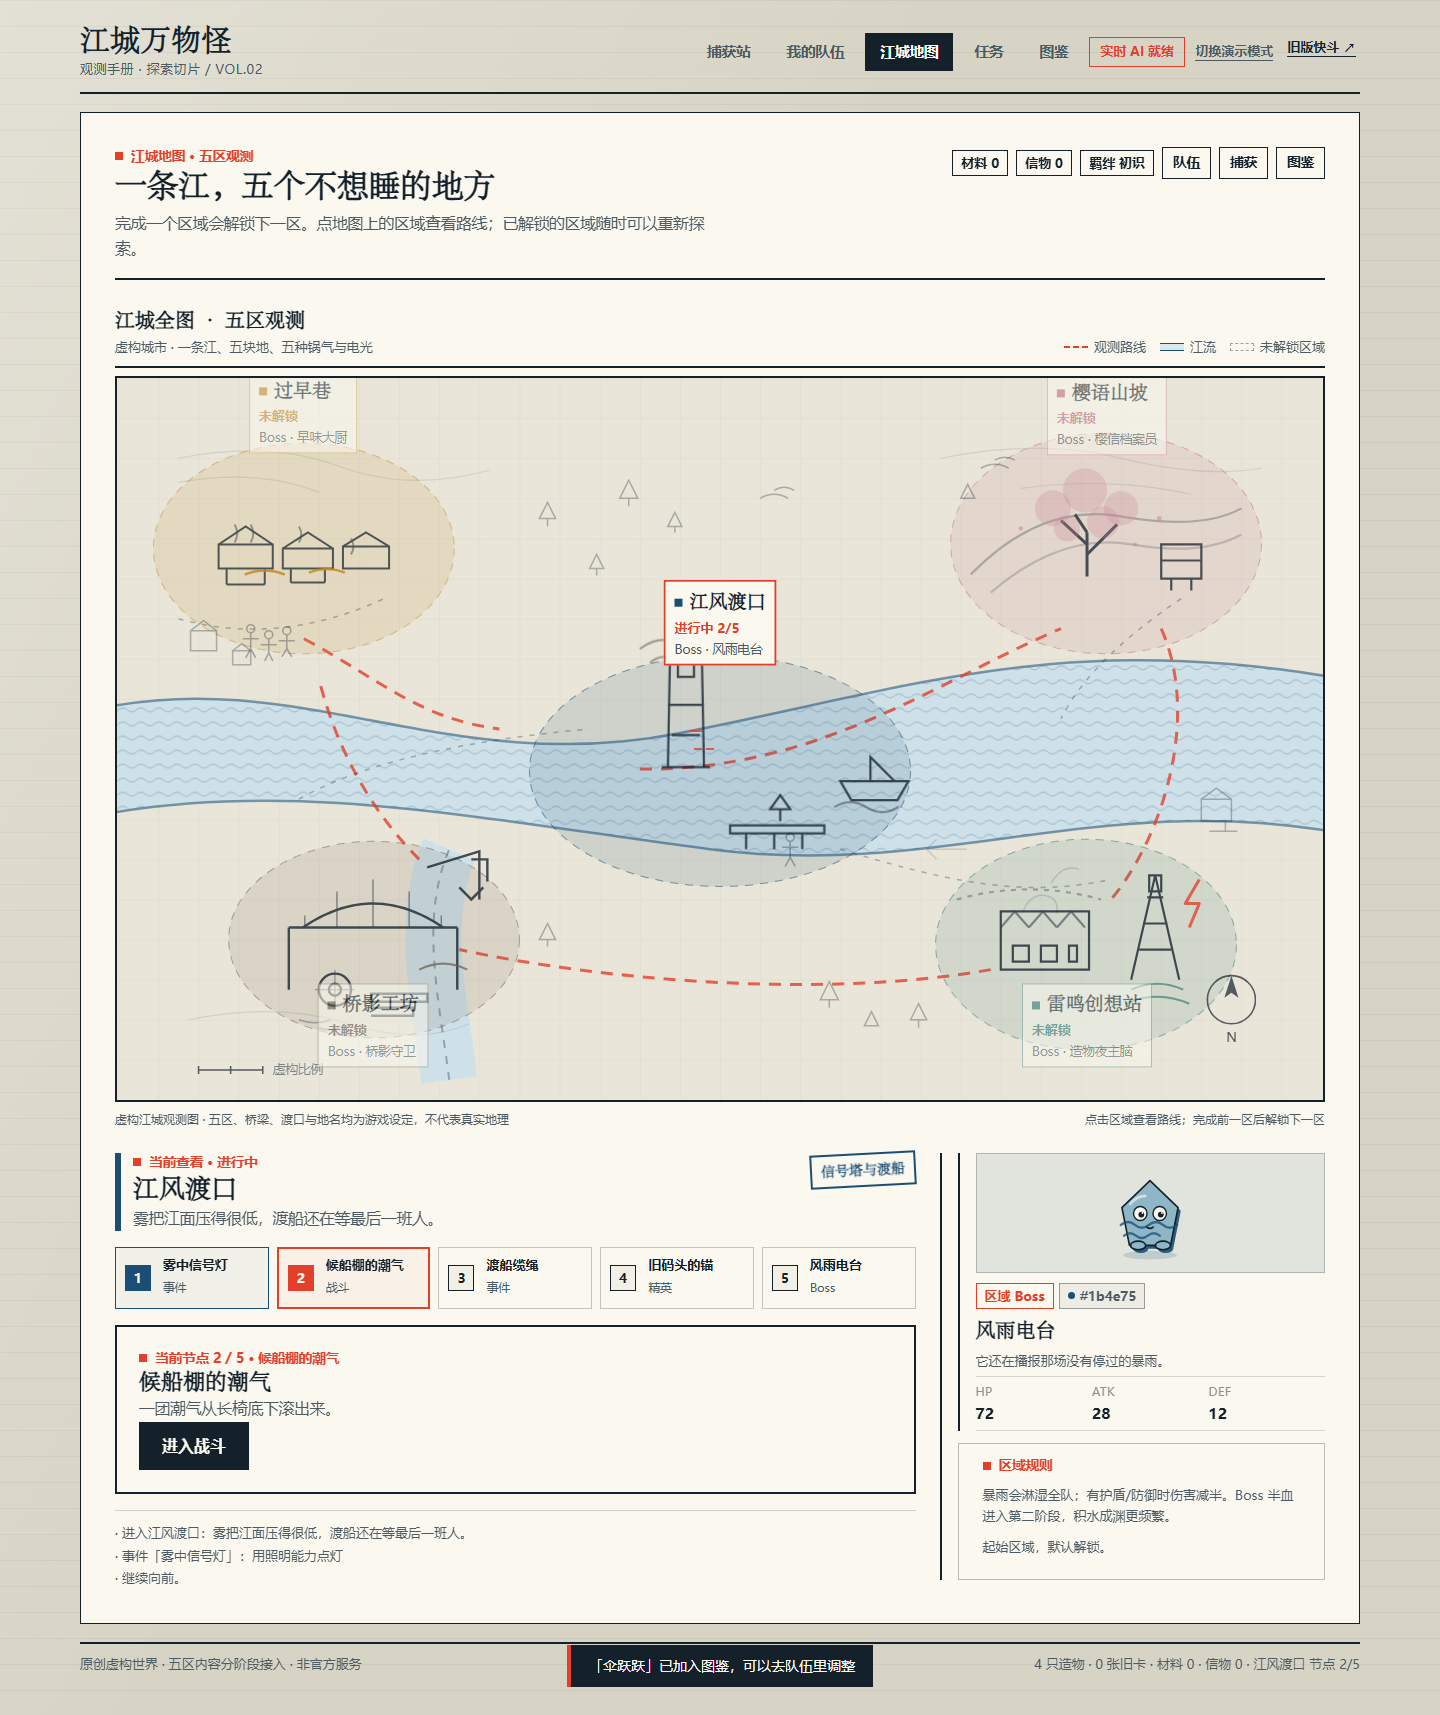 江城万物怪
观测手册 · 探索切片 / VOL.02
捕获站
我的队伍
江城地图
任务
图鉴
实时 AI 就绪
切换演示模式
旧版快斗 ↗
江城地图 • 五区观测
一条江，五个不想睡的地方
完成一个区域会解锁下一区。点地图上的区域查看路线；已解锁的区域随时可以重新探
索。
材料 0
信物 0
羁绊 初识
队伍
捕获
图鉴
江城全图 · 五区观测
虚构城市 · 一条江、五块地、五种锅气与电光
观测路线
江流
未解锁区域
过早巷
未解锁
Boss · 早味大厨
樱语山坡
未解锁
Boss · 樱信档案员
江风渡口
进行中 2/5
Boss · 风雨电台
桥影工坊
未解锁
Boss · 桥影守卫
雷鸣创想站
未解锁
Boss · 造物夜主脑
N
虚构比例
虚构江城观测图 · 五区、桥梁、渡口与地名均为游戏设定，不代表真实地理
点击区域查看路线；完成前一区后解锁下一区
当前查看 • 进行中
江风渡口
雾把江面压得很低，渡船还在等最后一班人。
信号塔与渡船
1
雾中信号灯
事件
2
候船棚的潮气
战斗
3
渡船缆绳
事件
4
旧码头的锚
精英
5
风雨电台
Boss
当前节点 2 / 5 • 候船棚的潮气
候船棚的潮气
一团潮气从长椅底下滚出来。
进入战斗
· 进入江风渡口：雾把江面压得很低，渡船还在等最后一班人。
· 事件「雾中信号灯」：用照明能力点灯
· 继续向前。
区域 Boss
#1b4e75
风雨电台
它还在播报那场没有停过的暴雨。
HP
ATK
DEF
72
28
12
区域规则
暴雨会淋湿全队；有护盾/防御时伤害减半。Boss 半血
进入第二阶段，积水成渊更频繁。
起始区域，默认解锁。
原创虚构世界 · 五区内容分阶段接入 · 非官方服务
「伞跃跃」已加入图鉴，可以去队伍里调整
4 只造物 · 0 张旧卡 · 材料 0 · 信物 0 · 江风渡口 节点 2/5